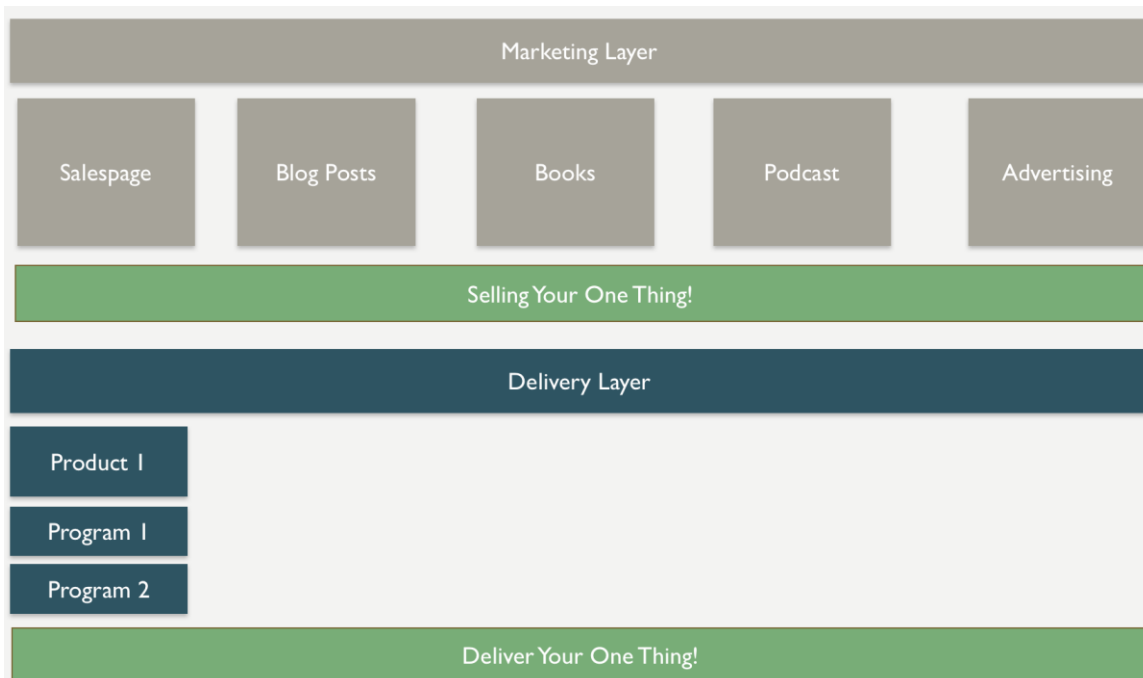 Marketing Layer
Salespage
Blog Posts
Books
Podcast
Advertising
Selling Your One Thing!
Delivery Layer
Product 1
Program 1
Program 2
Deliver Your One Thing!